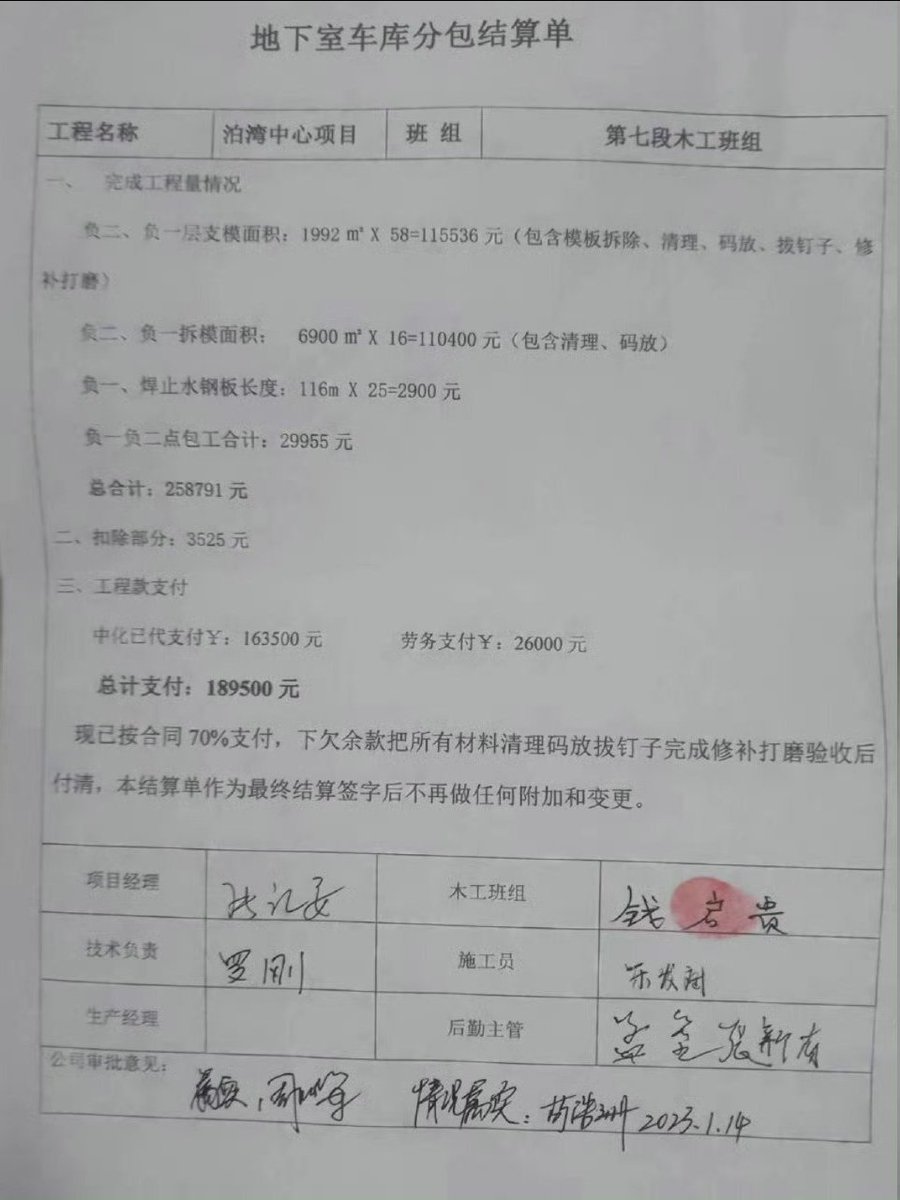 地下室车库分包结算单
工程名称 泊湾中心项目 班 组 第七段木工班组
一、 完成工程量情况
负二、负一层支模面积：1992 ㎡ X 58=115536 元（包含模板拆除、清理、码放、拔钉子、修
补打磨）
负二、负一拆模面积： 6900 ㎡ X 16=110400 元（包含清理、码放）
负一、焊止水钢板长度：116m X 25=2900 元
负一负二点包工合计：29955 元
总合计：258791 元
二、扣除部分：3525 元
三、工程款支付
中化已代支付￥：163500 元 劳务支付￥：26000 元
总计支付：189500 元
现已按合同 70%支付，下欠余款把所有材料清理码放拔钉子完成修补打磨验收后
付清，本结算单作为最终结算签字后不再做任何附加和变更。
项目经理 木工班组 钱启贵
技术负责 罗刚 施工员
生产经理 后勤主管
公司审批意见：
属实， 情况属实： 2023.1.14